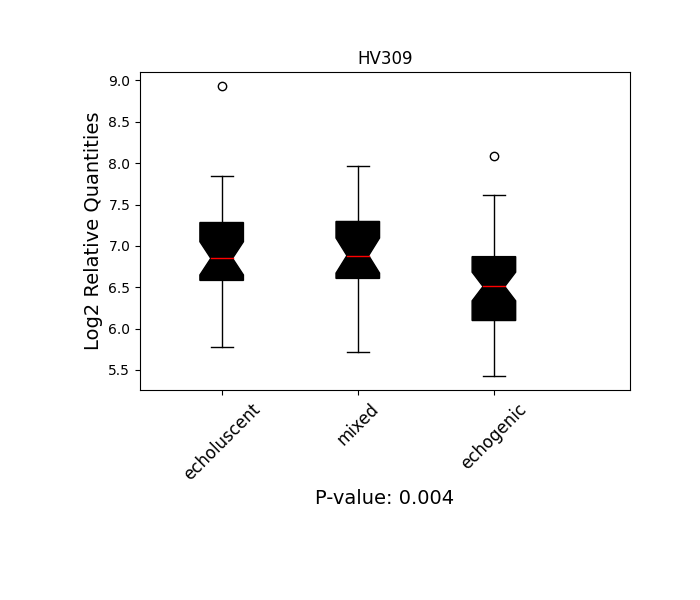 HV309
Log2 Relative Quantities
9.0
8.5
8.0
7.5
7.0
6.5
6.0
5.5
echoluscent
mixed
echogenic
P-value: 0.004